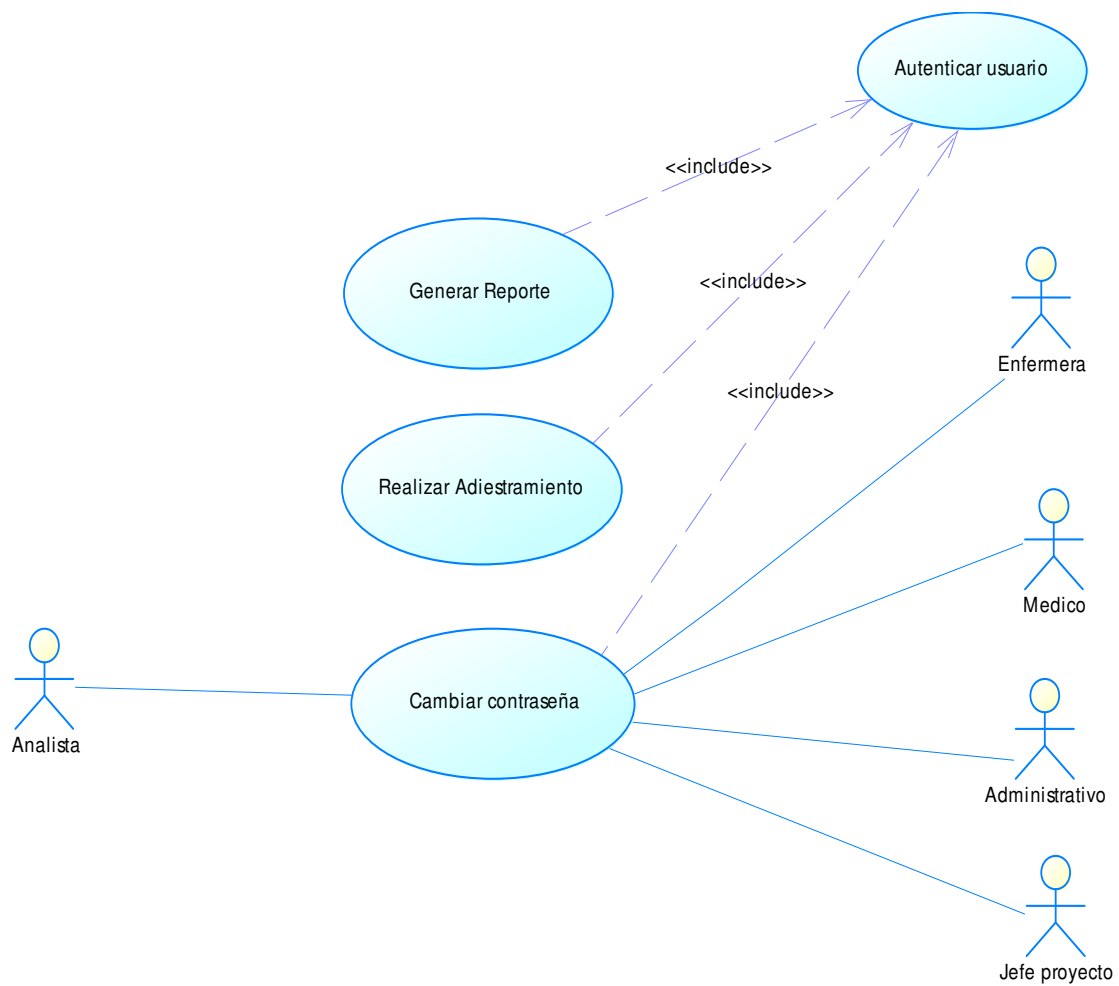 Autenticar usuario
<<include>>
Generar Reporte
<<include>>
Enfermera
<<include>>
Realizar Adiestramiento
Medico
Cambiar contraseña
Analista
Administrativo
Jefe proyecto